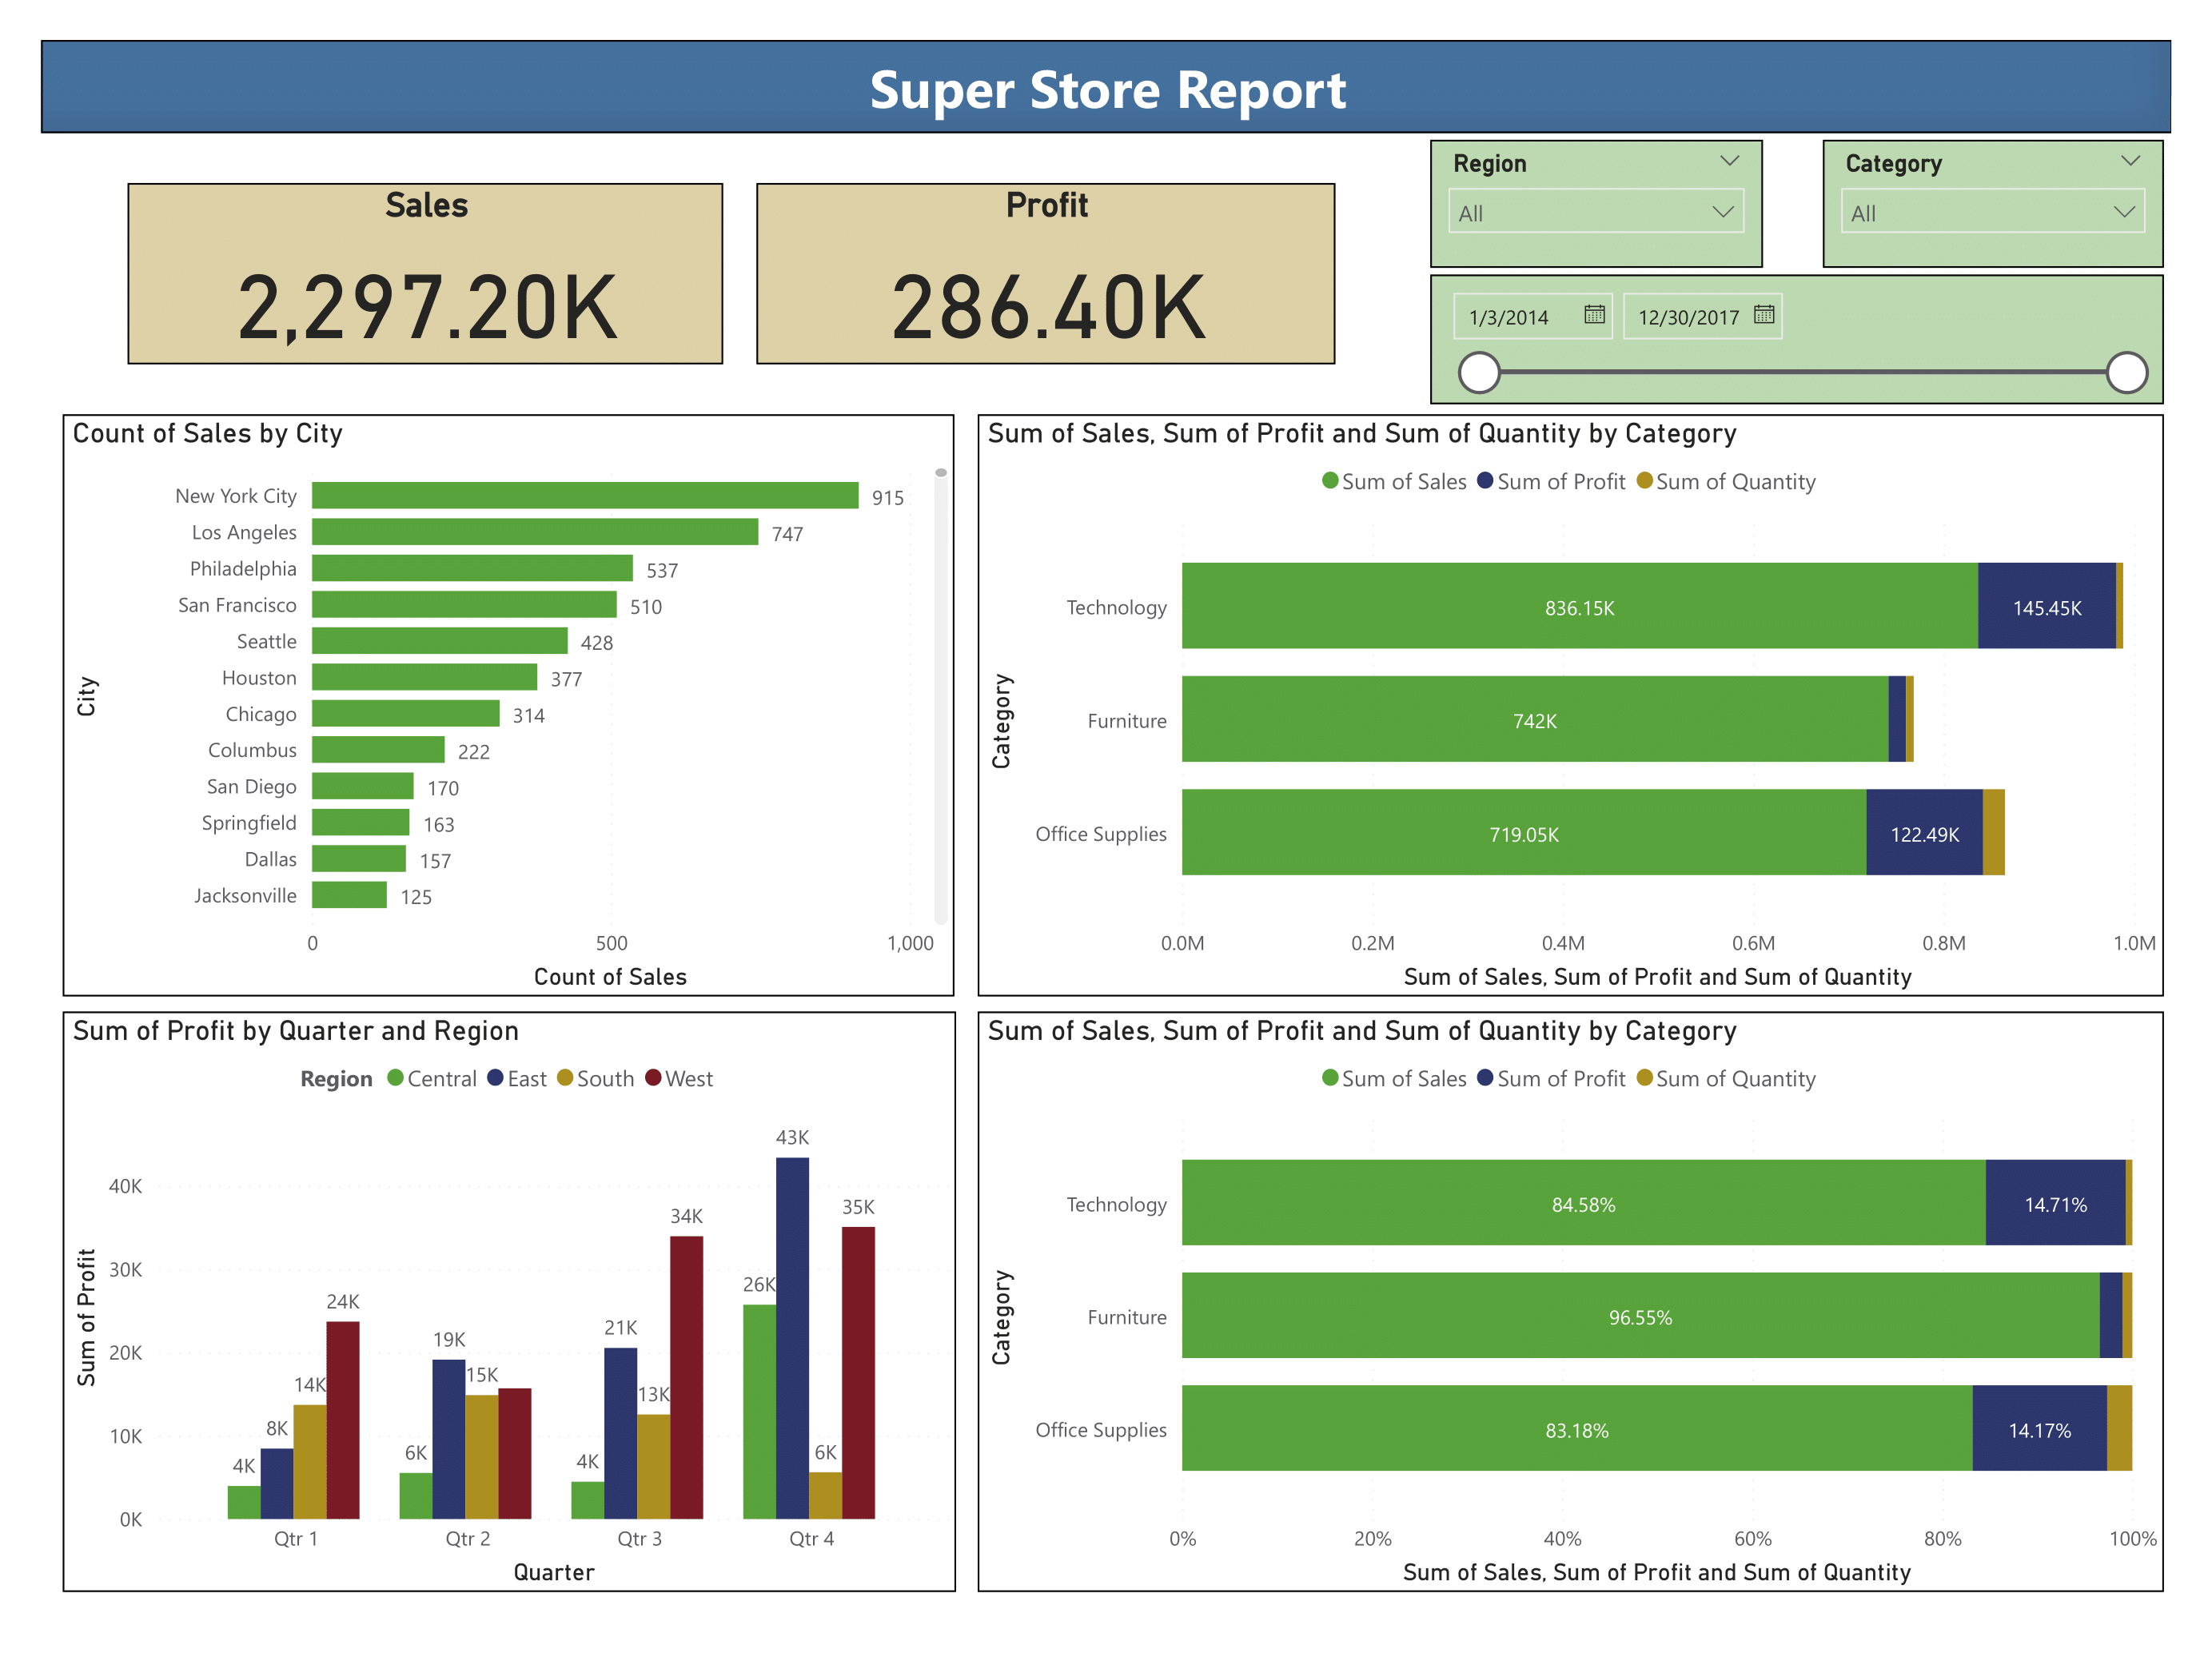 Super Store Report
Sales
2,297.20K
Profit
286.40K
Region
All
Category
All
1/3/2014 12/30/2017
Count of Sales by City
City
New York City 915
Los Angeles 747
Philadelphia 537
San Francisco 510
Seattle 428
Houston 377
Chicago 314
Columbus 222
San Diego 170
Springfield 163
Dallas 157
Jacksonville 125
0 500 1,000
Count of Sales
Sum of Sales, Sum of Profit and Sum of Quantity by Category
Sum of Sales Sum of Profit Sum of Quantity
Category
Technology 836.15K 145.45K
Furniture 742K
Office Supplies 719.05K 122.49K
0.0M 0.2M 0.4M 0.6M 0.8M 1.0M
Sum of Sales, Sum of Profit and Sum of Quantity
Sum of Profit by Quarter and Region
Region Central East South West
Sum of Profit
40K
30K
20K
10K
0K
4K 8K 14K 24K
6K 19K 15K
4K 21K 13K 34K
26K 43K 6K 35K
Qtr 1 Qtr 2 Qtr 3 Qtr 4
Quarter
Sum of Sales, Sum of Profit and Sum of Quantity by Category
Sum of Sales Sum of Profit Sum of Quantity
Category
Technology 84.58% 14.71%
Furniture 96.55%
Office Supplies 83.18% 14.17%
0% 20% 40% 60% 80% 100%
Sum of Sales, Sum of Profit and Sum of Quantity